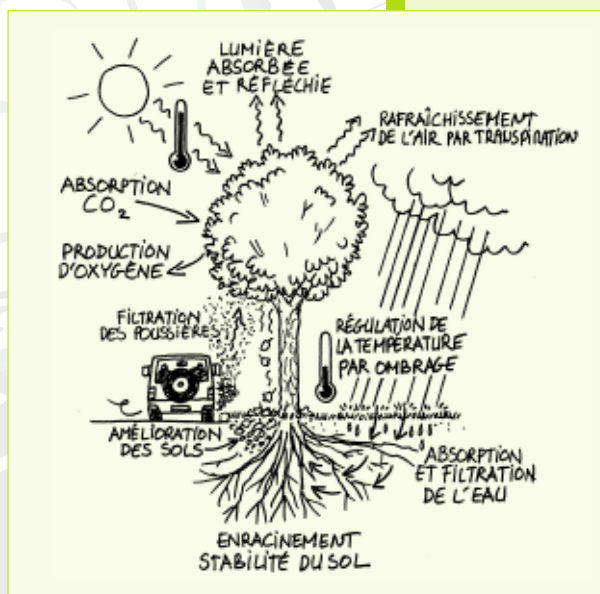 LUMIÈRE
ABSORBÉE
ET RÉFLÉCHIE
RAFRAÎCHISSEMENT
DE L'AIR PAR TRANSPIRATION
ABSORPTION
CO₂
PRODUCTION
D'OXYGÈNE
FILTRATION
DES POUSSIÈRES
RÉGULATION DE
LA TEMPÉRATURE
PAR OMBRAGE
AMÉLIORATION
DES SOLS
ABSORPTION
ET FILTRATION
DE L'EAU
ENRACINEMENT
STABILITÉ DU SOL